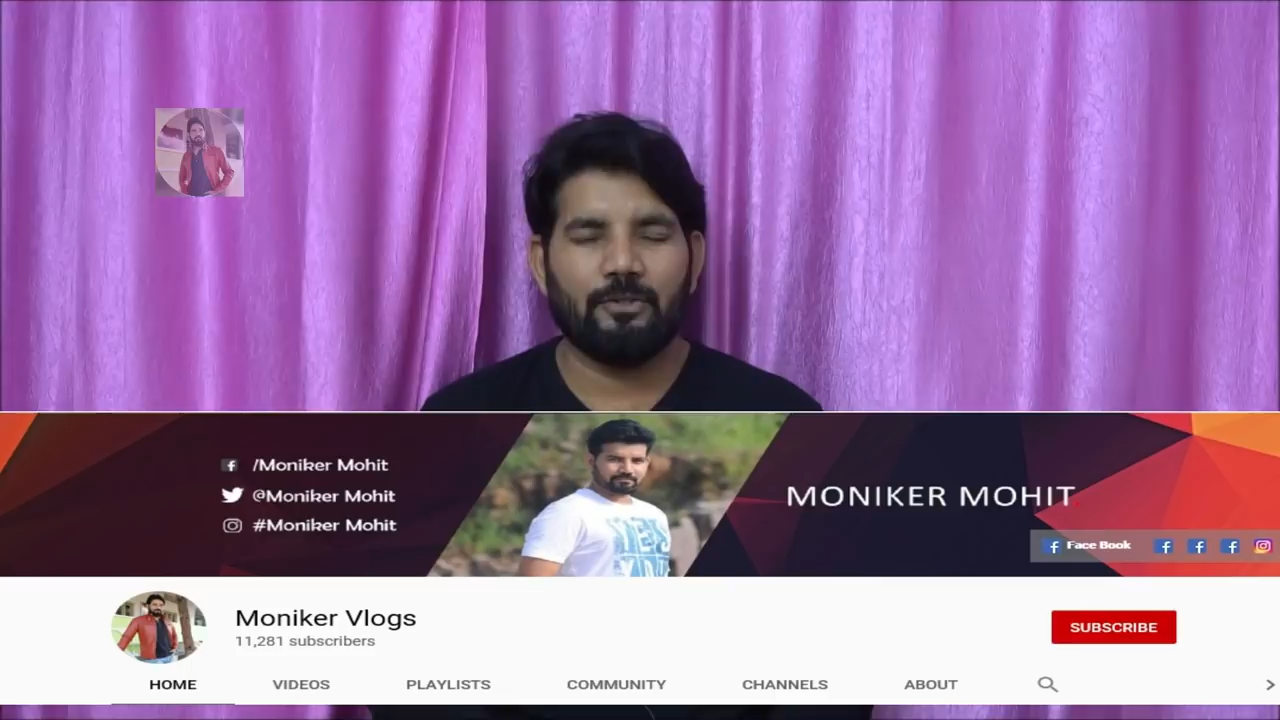 /Moniker Mohit
@Moniker Mohit
#Moniker Mohit
MONIKER MOHIT
Face Book
Moniker Vlogs
11,281 subscribers
SUBSCRIBE
HOME VIDEOS PLAYLISTS COMMUNITY CHANNELS ABOUT